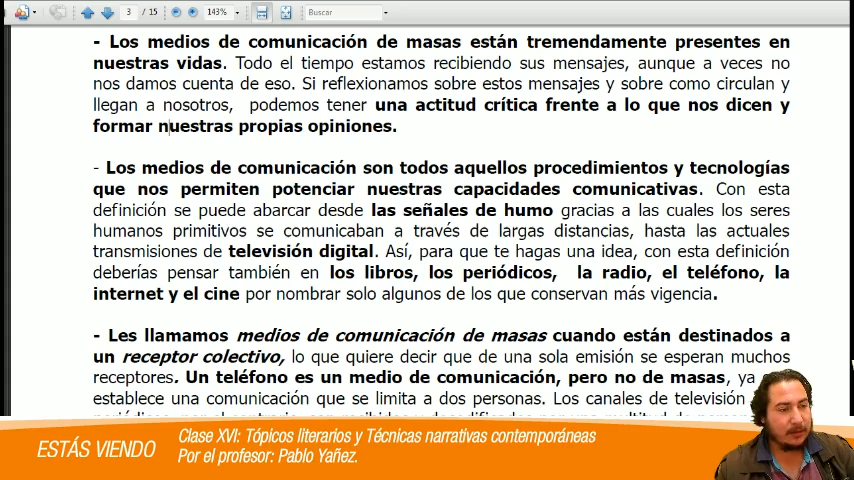 3 / 15 143% Buscar
- Los medios de comunicación de masas están tremendamente presentes en
nuestras vidas. Todo el tiempo estamos recibiendo sus mensajes, aunque a veces no
nos damos cuenta de eso. Si reflexionamos sobre estos mensajes y sobre como circulan y
llegan a nosotros, podemos tener una actitud crítica frente a lo que nos dicen y
formar nuestras propias opiniones.
- Los medios de comunicación son todos aquellos procedimientos y tecnologías
que nos permiten potenciar nuestras capacidades comunicativas. Con esta
definición se puede abarcar desde las señales de humo gracias a las cuales los seres
humanos primitivos se comunicaban a través de largas distancias, hasta las actuales
transmisiones de televisión digital. Así, para que te hagas una idea, con esta definición
deberías pensar también en los libros, los periódicos, la radio, el teléfono, la
internet y el cine por nombrar solo algunos de los que conservan más vigencia.
- Les llamamos medios de comunicación de masas cuando están destinados a
un receptor colectivo, lo que quiere decir que de una sola emisión se esperan muchos
receptores. Un teléfono es un medio de comunicación, pero no de masas, ya
establece una comunicación que se limita a dos personas. Los canales de televisión
ESTÁS VIENDO
Clase XVI: Tópicos literarios y Técnicas narrativas contemporáneas
Por el profesor: Pablo Yañez.